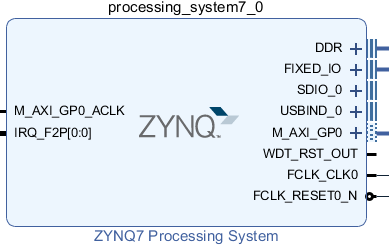 processing_system7_0
DDR
FIXED_IO
SDIO_0
USBIND_0
M_AXI_GP0_ACLK
IRQ_F2P[0:0]
ZYNQ
M_AXI_GP0
WDT_RST_OUT
FCLK_CLK0
FCLK_RESET0_N
ZYNQ7 Processing System